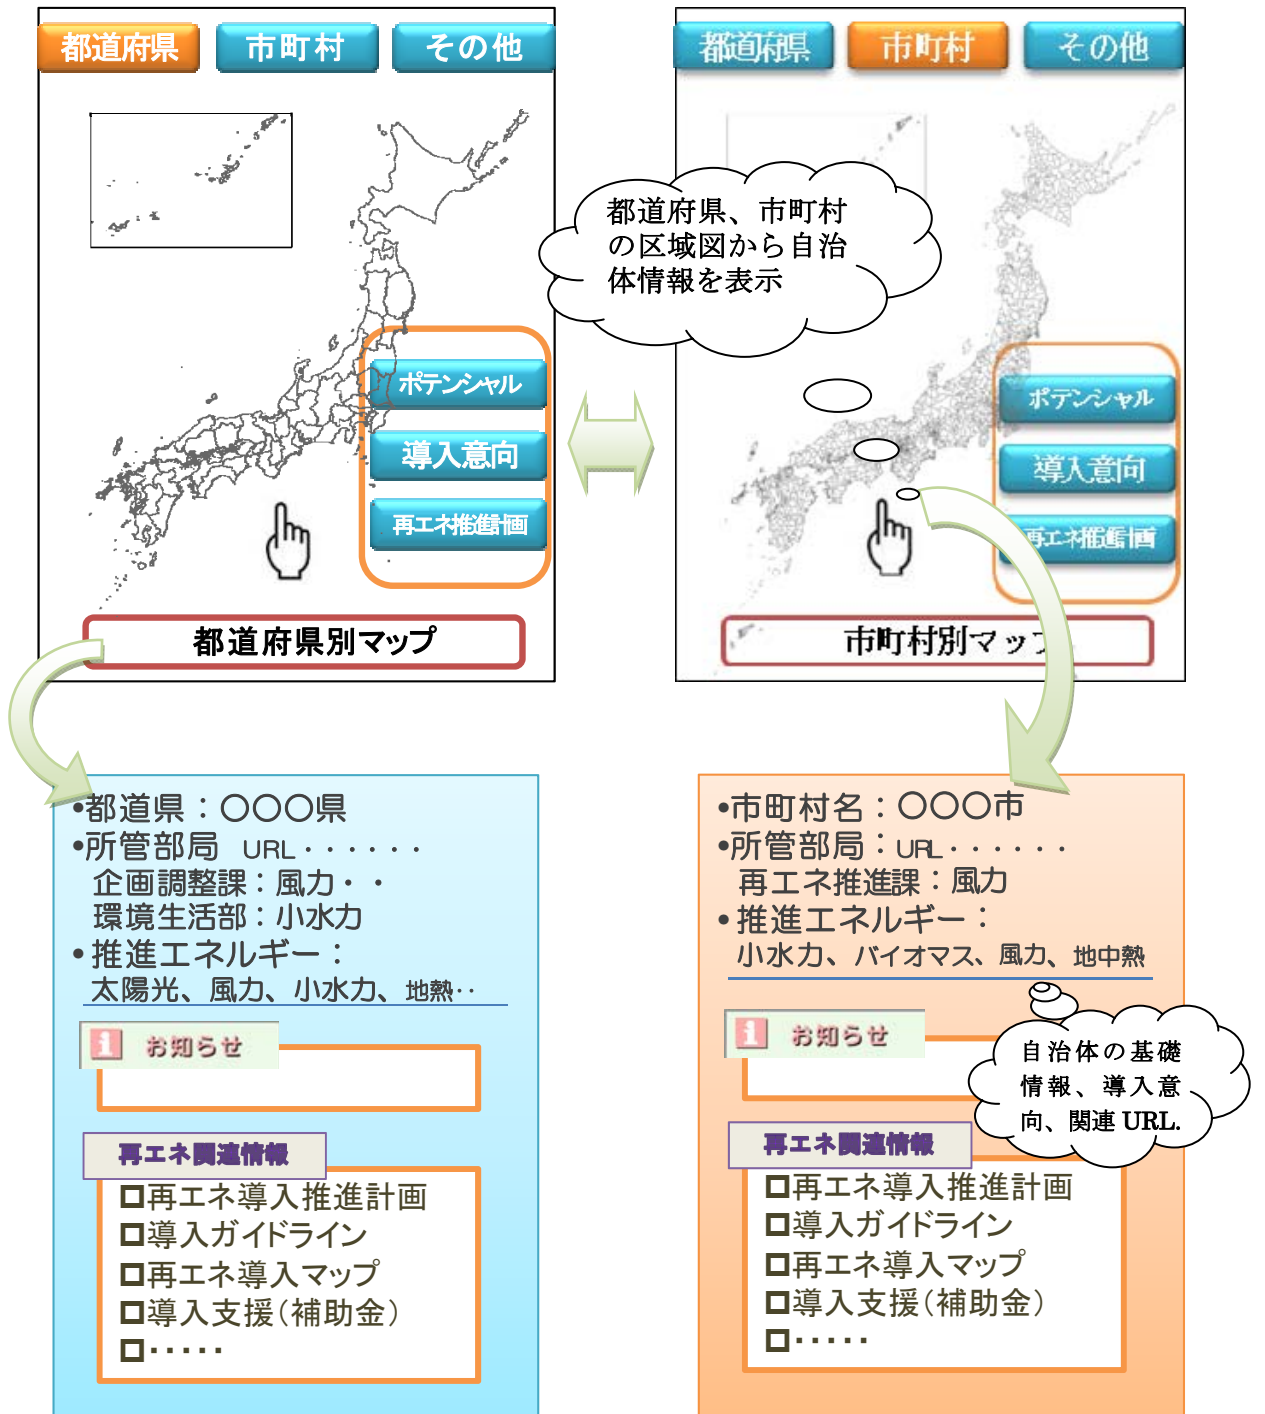 都道府県 市町村 その他
ポテンシャル
導入意向
再エネ推進計画
都道府県別マップ
都道府県 市町村 その他
都道府県、市町村
の区域図から自治
体情報を表示
ポテンシャル
導入意向
再エネ推進計画
市町村別マップ
•都道県：〇〇〇県
•所管部局 URL・・・・・・
企画調整課：風力・・
環境生活部：小水力
•推進エネルギー：
太陽光、風力、小水力、地熱‥
お知らせ
再エネ関連情報
□再エネ導入推進計画
□導入ガイドライン
□再エネ導入マップ
□導入支援（補助金）
□・・・・・
•市町村名：〇〇〇市
•所管部局：URL・・・・・・
再エネ推進課：風力
•推進エネルギー：
小水力、バイオマス、風力、地中熱
お知らせ
自治体の基礎
情報、導入意
向、関連 URL.
再エネ関連情報
□再エネ導入推進計画
□導入ガイドライン
□再エネ導入マップ
□導入支援（補助金）
□・・・・・